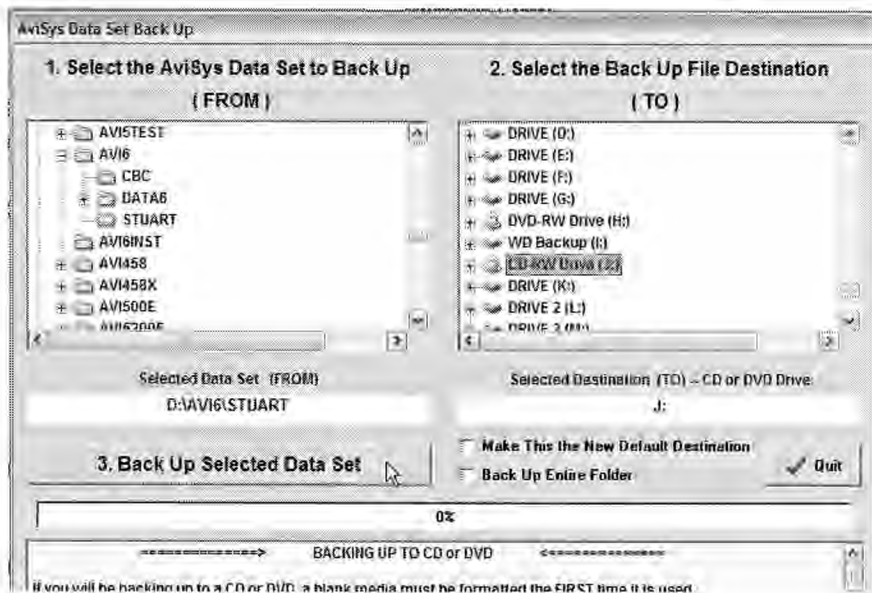 AviSys Data Set Back Up
1. Select the AviSys Data Set to Back Up
( FROM )
AVI5TEST
AVI6
CBC
DATA6
STUART
AVI6INST
AVI458
AVI458X
AVI500E
Selected Data Set (FROM)
D:\AVI6\STUART
3. Back Up Selected Data Set
2. Select the Back Up File Destination
( TO )
DRIVE (D:)
DRIVE (E:)
DRIVE (F:)
DRIVE (G:)
DVD-RW Drive (H:)
WD Backup (I:)
CD-RW Drive (J:)
DRIVE (K:)
DRIVE 2 (L:)
DRIVE 3 (M:)
Selected Destination (TO) -- CD or DVD Drive:
J:
Make This the New Default Destination
Back Up Entire Folder
Quit
0%
==============> BACKING UP TO CD or DVD <==============
If you will be backing up to a CD or DVD, a blank media must be formatted the FIRST time it is used